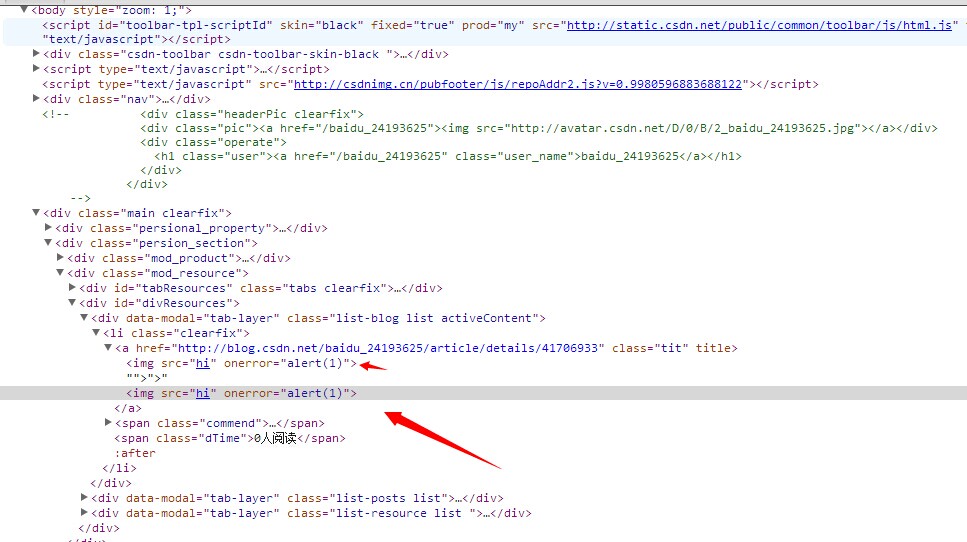 <body style="zoom: 1;">
<script id="toolbar-tpl-scriptId" skin="black" fixed="true" prod="my" src="http://static.csdn.net/public/common/toolbar/js/html.js"
"text/javascript"></script>
<div class="csdn-toolbar csdn-toolbar-skin-black ">…</div>
<script type="text/javascript">…</script>
<script type="text/javascript" src="http://csdnimg.cn/pubfooter/js/repoAddr2.js?v=0.9980596883688122"></script>
<div class="nav">…</div>
<!-- <div class="headerPic clearfix">
<div class="pic"><a href="/baidu_24193625"><img src="http://avatar.csdn.net/D/0/B/2_baidu_24193625.jpg"></a></div>
<div class="operate">
<h1 class="user"><a href="/baidu_24193625" class="user_name">baidu_24193625</a></h1>
</div>
</div>
-->
<div class="main clearfix">
<div class="persional_property">…</div>
<div class="persion_section">
<div class="mod_product">…</div>
<div class="mod_resource">
<div id="tabResources" class="tabs clearfix">…</div>
<div id="divResources">
<div data-modal="tab-layer" class="list-blog list activeContent">
<li class="clearfix">
<a href="http://blog.csdn.net/baidu_24193625/article/details/41706933" class="tit" title>
<img src="hi" onerror="alert(1)">
"">">"
<img src="hi" onerror="alert(1)">
</a>
<span class="commend">…</span>
<span class="dTime">0人阅读</span>
:after
</li>
</div>
<div data-modal="tab-layer" class="list-posts list">…</div>
<div data-modal="tab-layer" class="list-resource list ">…</div>
</div>
</div>